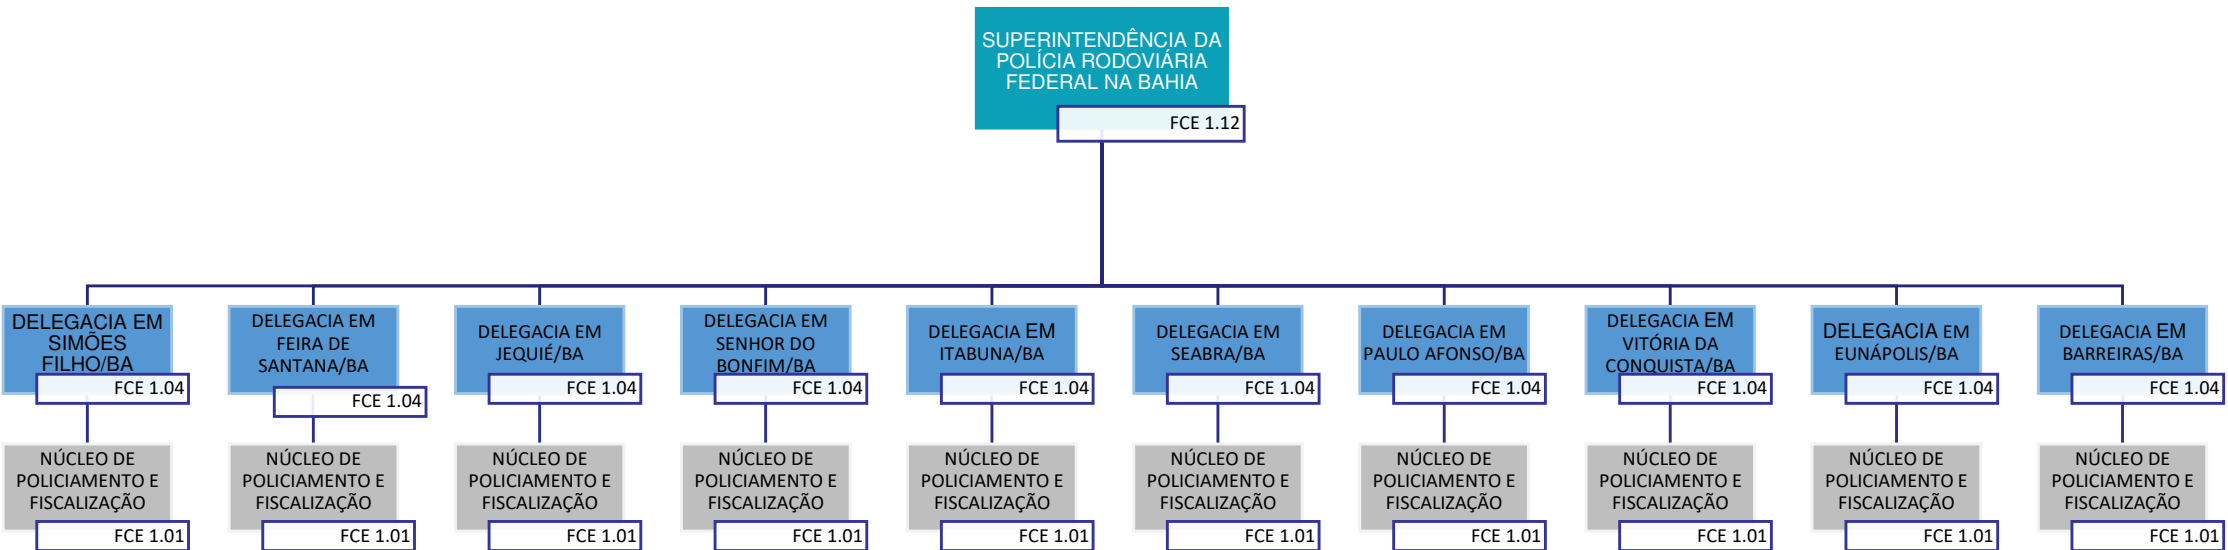 SUPERINTENDÊNCIA DA
POLÍCIA RODOVIÁRIA
FEDERAL NA BAHIA
FCE 1.12
DELEGACIA EM
SIMÕES
FILHO/BA
FCE 1.04
DELEGACIA EM
FEIRA DE
SANTANA/BA
FCE 1.04
DELEGACIA EM
JEQUIÉ/BA
FCE 1.04
DELEGACIA EM
SENHOR DO
BONFIM/BA
FCE 1.04
DELEGACIA EM
ITABUNA/BA
FCE 1.04
DELEGACIA EM
SEABRA/BA
FCE 1.04
DELEGACIA EM
PAULO AFONSO/BA
FCE 1.04
DELEGACIA EM
VITÓRIA DA
CONQUISTA/BA
FCE 1.04
DELEGACIA EM
EUNÁPOLIS/BA
FCE 1.04
DELEGACIA EM
BARREIRAS/BA
FCE 1.04
NÚCLEO DE
POLICIAMENTO E
FISCALIZAÇÃO
FCE 1.01
NÚCLEO DE
POLICIAMENTO E
FISCALIZAÇÃO
FCE 1.01
NÚCLEO DE
POLICIAMENTO E
FISCALIZAÇÃO
FCE 1.01
NÚCLEO DE
POLICIAMENTO E
FISCALIZAÇÃO
FCE 1.01
NÚCLEO DE
POLICIAMENTO E
FISCALIZAÇÃO
FCE 1.01
NÚCLEO DE
POLICIAMENTO E
FISCALIZAÇÃO
FCE 1.01
NÚCLEO DE
POLICIAMENTO E
FISCALIZAÇÃO
FCE 1.01
NÚCLEO DE
POLICIAMENTO E
FISCALIZAÇÃO
FCE 1.01
NÚCLEO DE
POLICIAMENTO E
FISCALIZAÇÃO
FCE 1.01
NÚCLEO DE
POLICIAMENTO E
FISCALIZAÇÃO
FCE 1.01